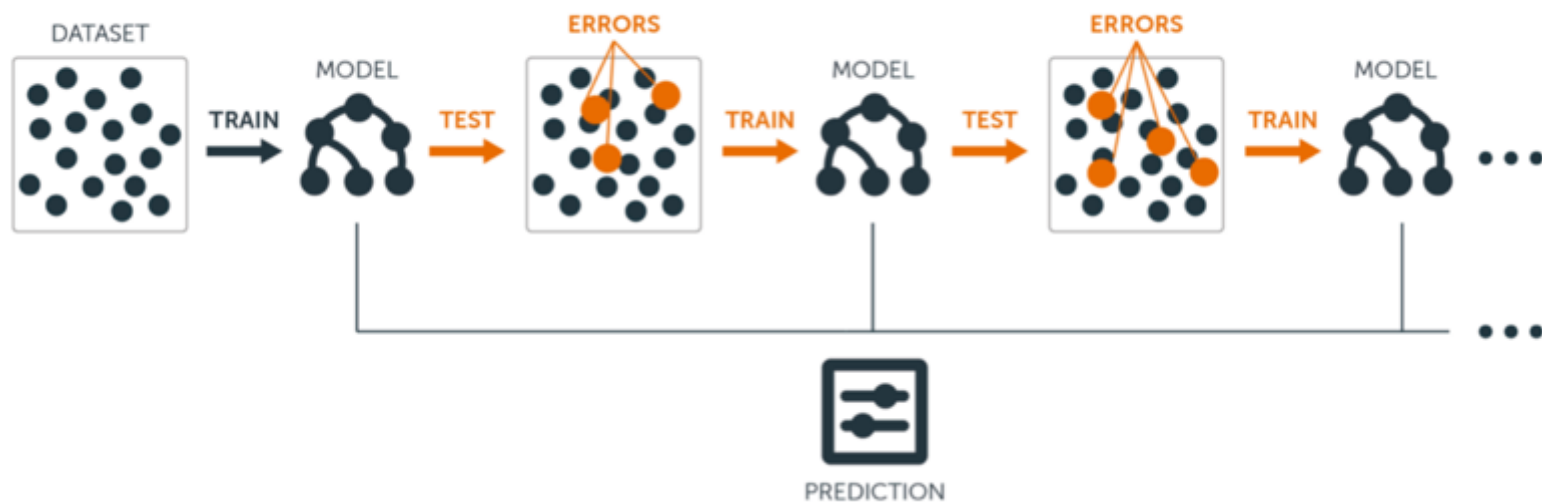 DATASET
ERRORS
ERRORS
MODEL
MODEL
MODEL
TRAIN
TEST
TRAIN
TEST
TRAIN
PREDICTION